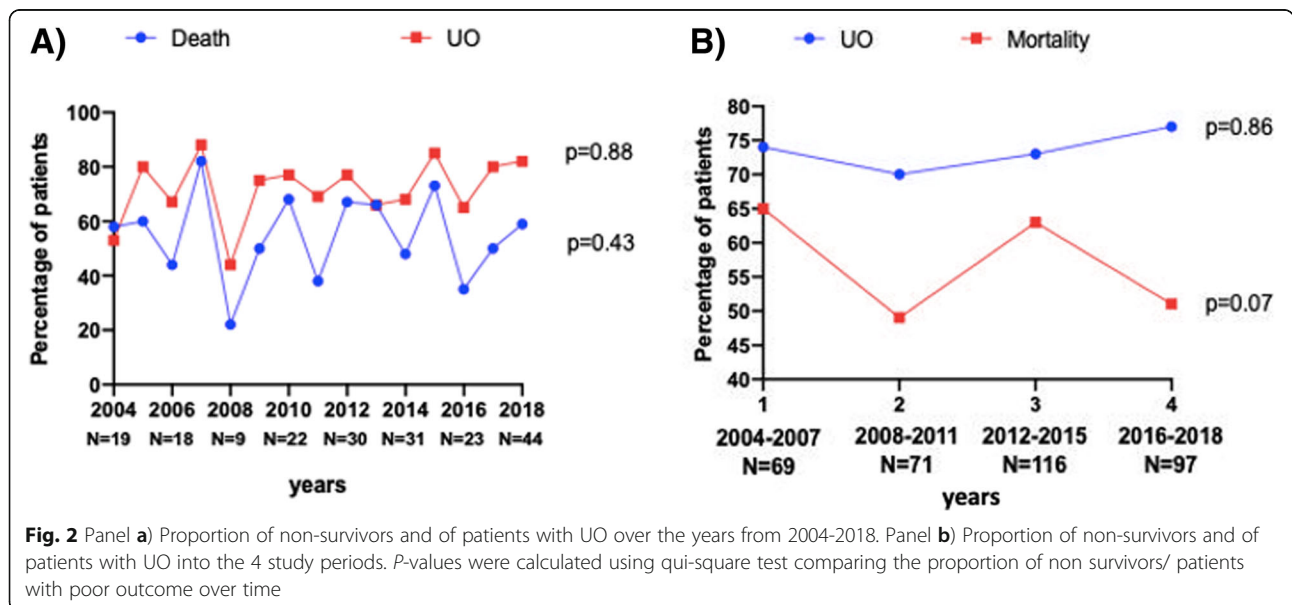 A)
Death UO
Percentage of patients
100
80
60
40
20
0
p=0.88
p=0.43
2004 2006 2008 2010 2012 2014 2016 2018
N=19 N=18 N=9 N=22 N=30 N=31 N=23 N=44
years
B)
UO Mortality
Percentage of patients
80
75
70
65
60
55
50
45
40
p=0.86
p=0.07
1 2 3 4
2004-2007 2008-2011 2012-2015 2016-2018
N=69 N=71 N=116 N=97
years
Fig. 2 Panel a) Proportion of non-survivors and of patients with UO over the years from 2004-2018. Panel b) Proportion of non-survivors and of
patients with UO into the 4 study periods. P-values were calculated using qui-square test comparing the proportion of non survivors/ patients
with poor outcome over time